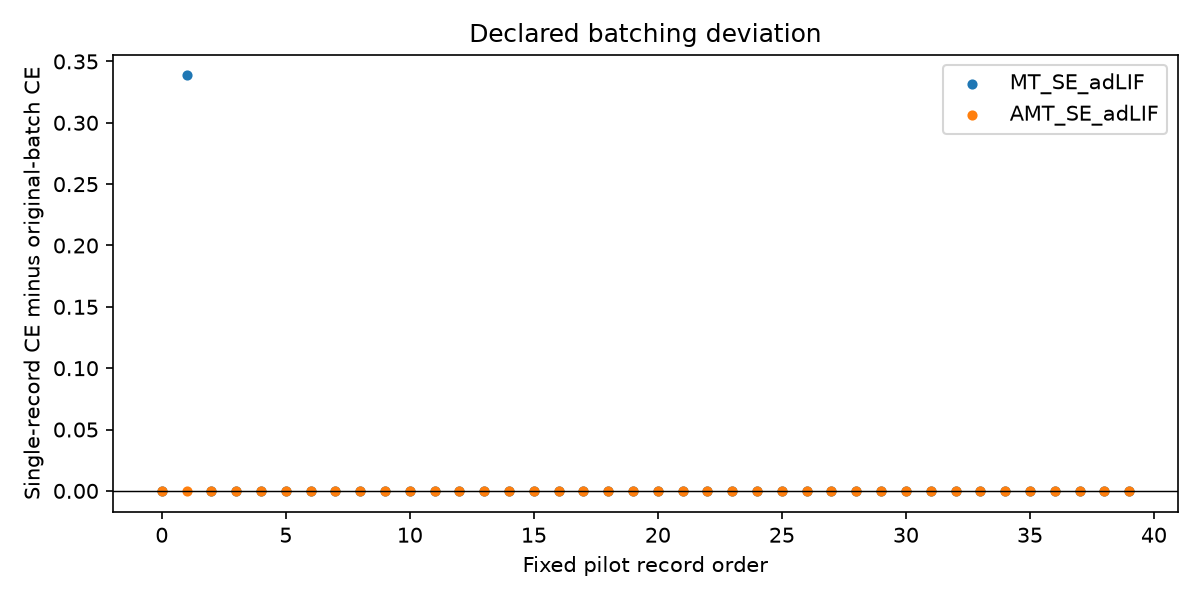 Declared batching deviation
Single-record CE minus original-batch CE
0.35
0.30
0.25
0.20
0.15
0.10
0.05
0.00
MT_SE_adLIF
AMT_SE_adLIF
0 5 10 15 20 25 30 35 40
Fixed pilot record order